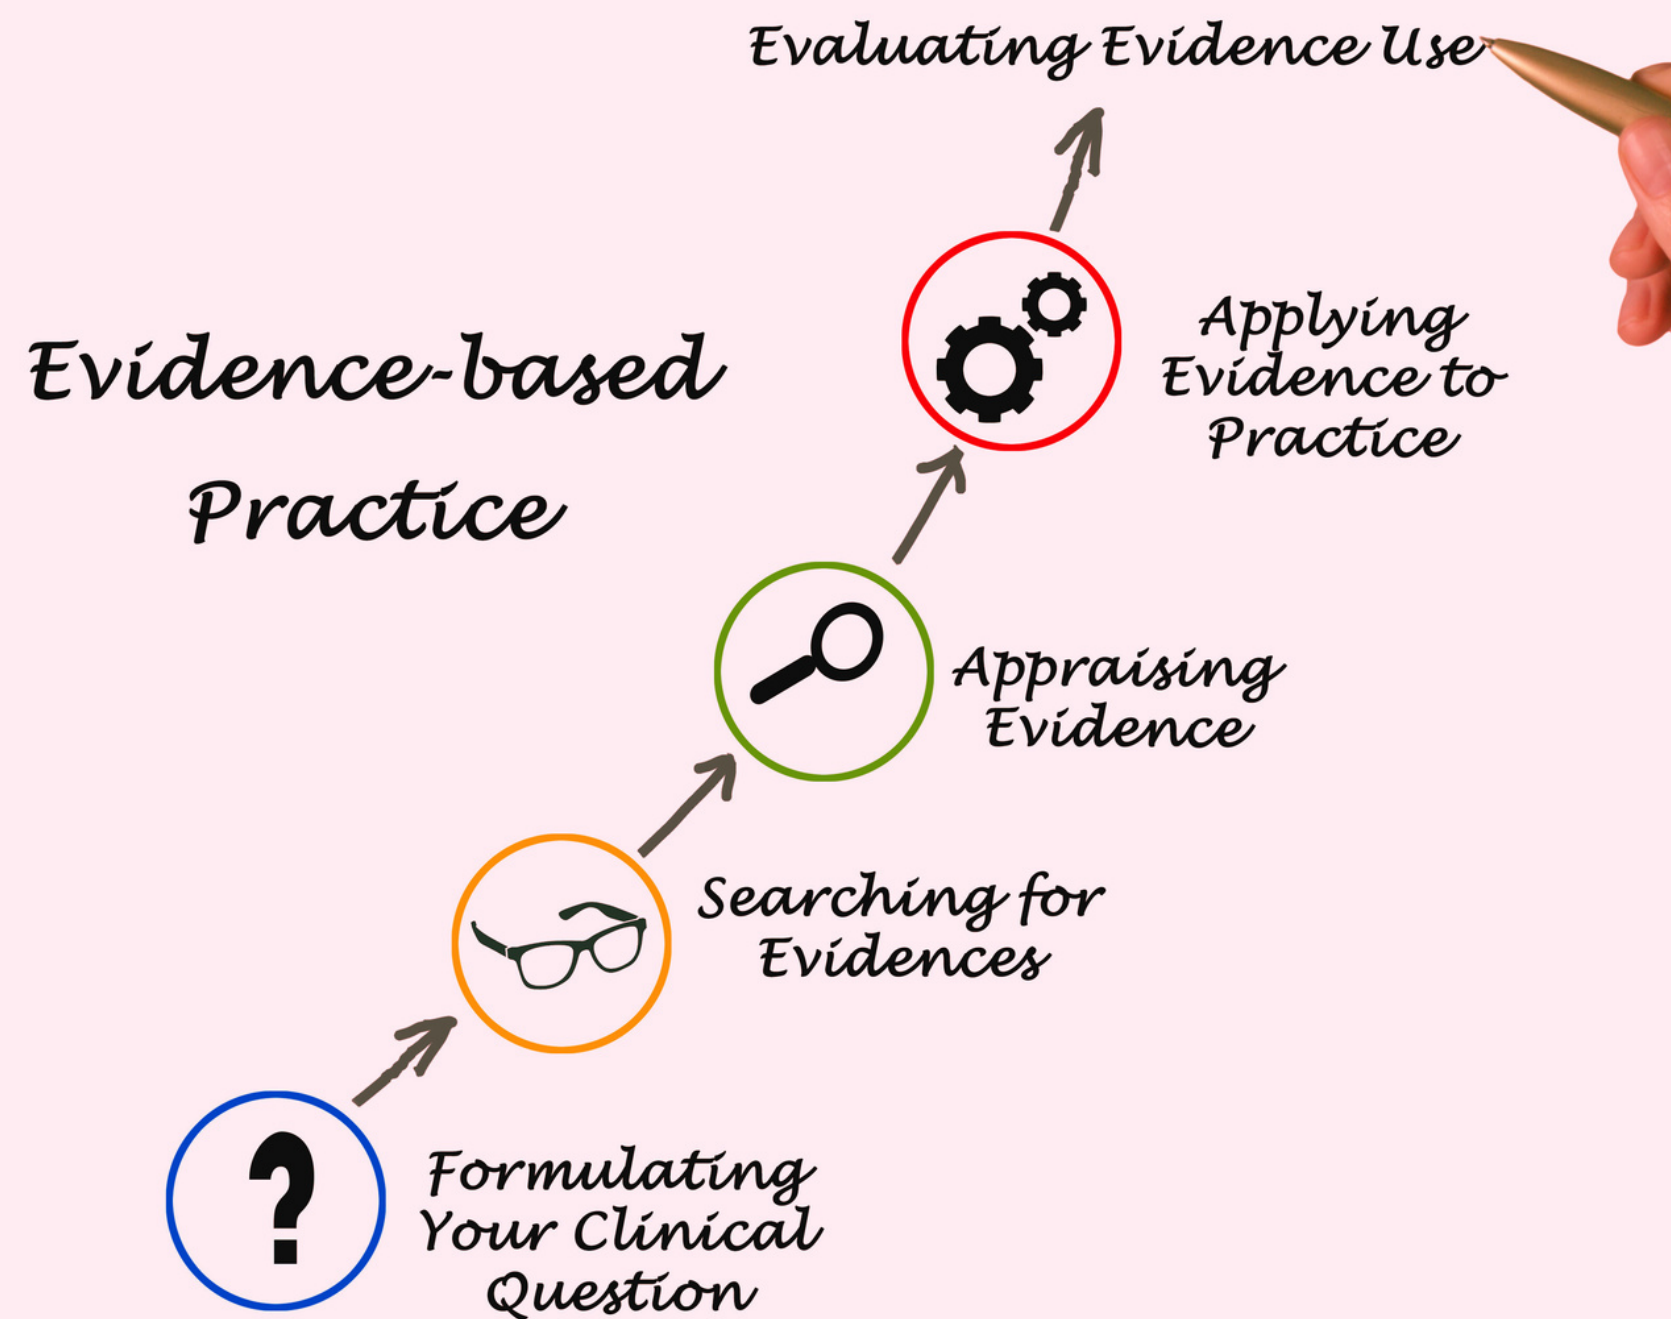 Evaluating Evidence Use
Evidence-based
Practice
Applying
Evidence to
Practice
Appraising
Evidence
Searching for
Evidences
Formulating
Your Clinical
Question